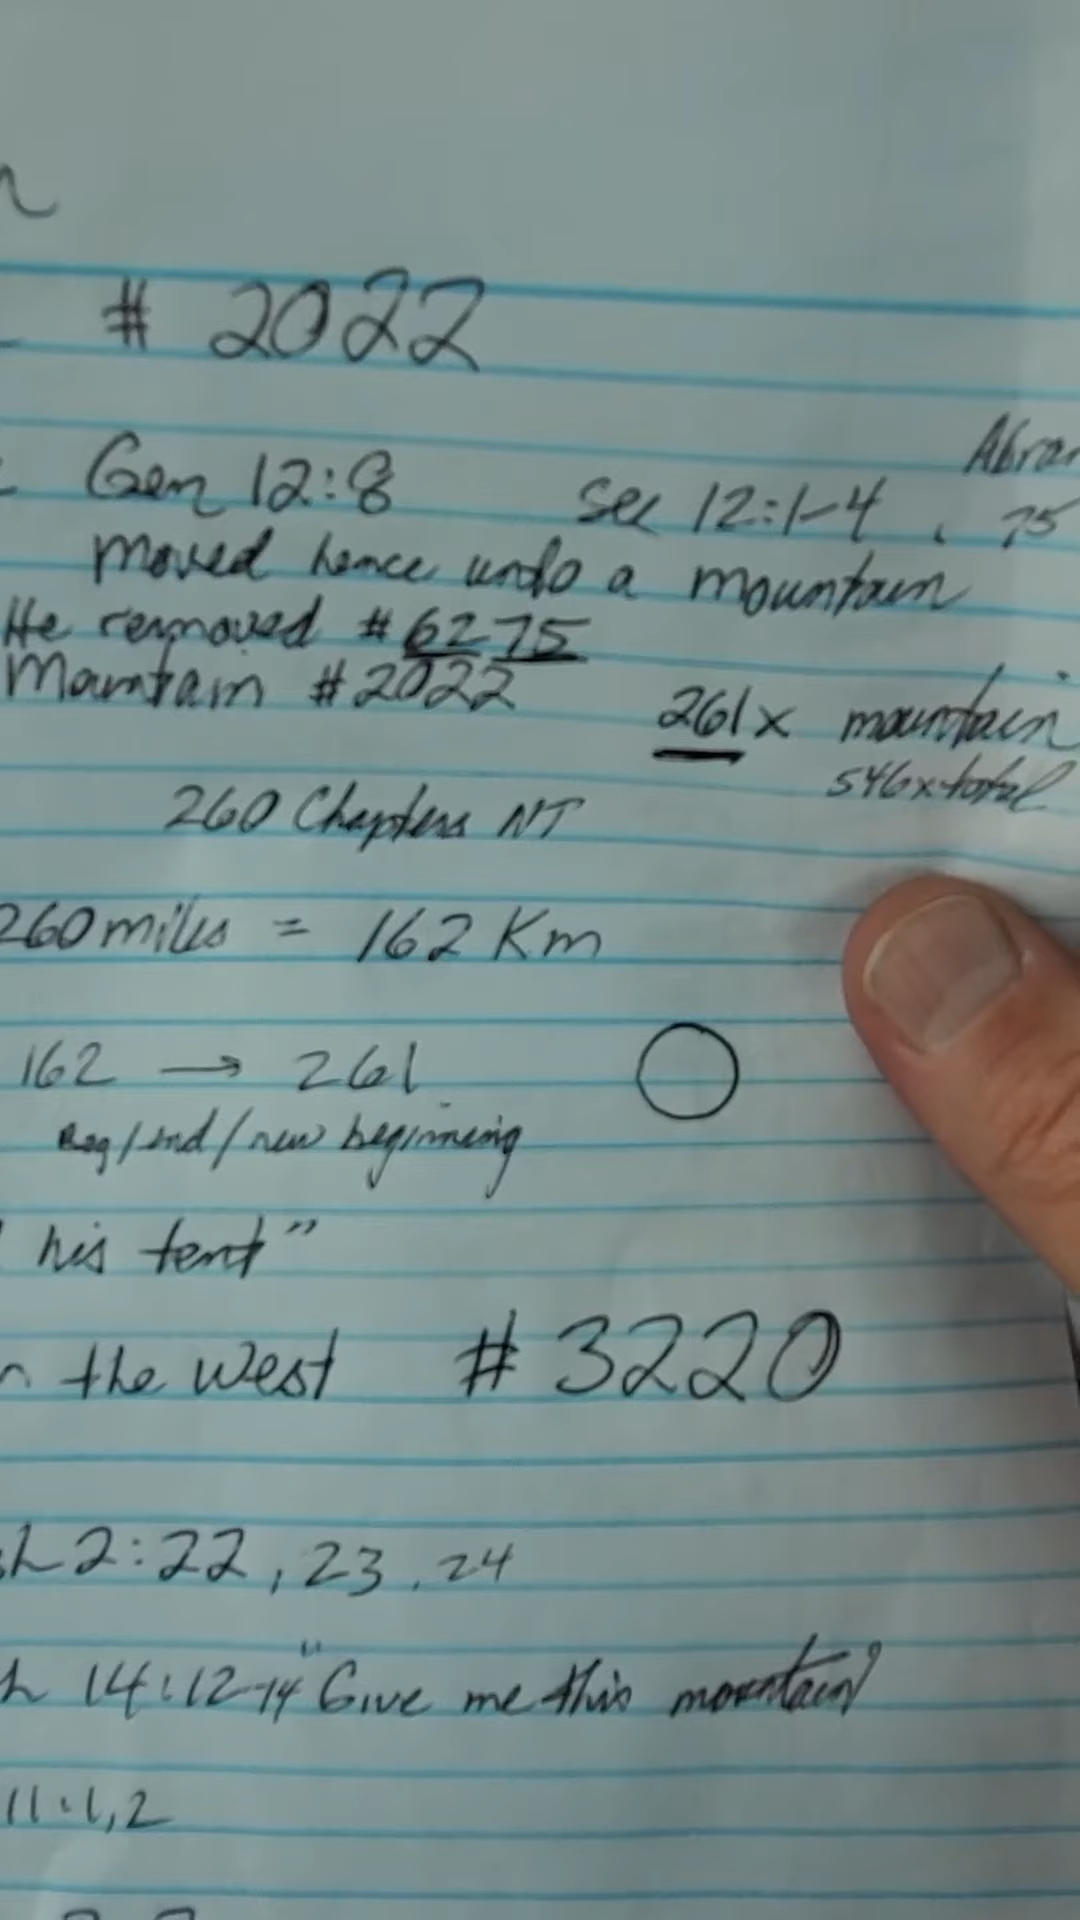 # 2022
Gen 12:8 see 12:1-4, 75
moved hence undo a mountain
He removed # 6275
Mountain # 2022
261x mountain
546x total
260 Chapters NT
260 miles = 162 Km
162 → 261
Beg/end/new beginning
his tent"
the west # 3220
2:22, 23, 24
14:12-14 "Give me this mountain"
11:1,2